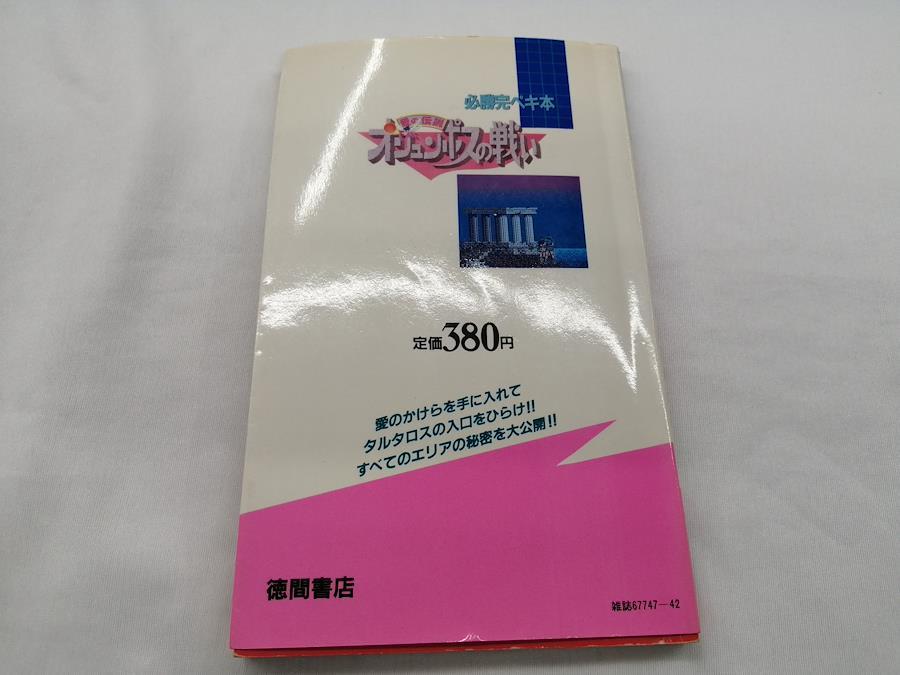 必勝完ペキ本
愛の伝説
オリュンポスの戦い
定価380円
愛のかけらを手に入れて
タルタロスの入口をひらけ!!
すべてのエリアの秘密を大公開!!
徳間書店
雑誌67747-42